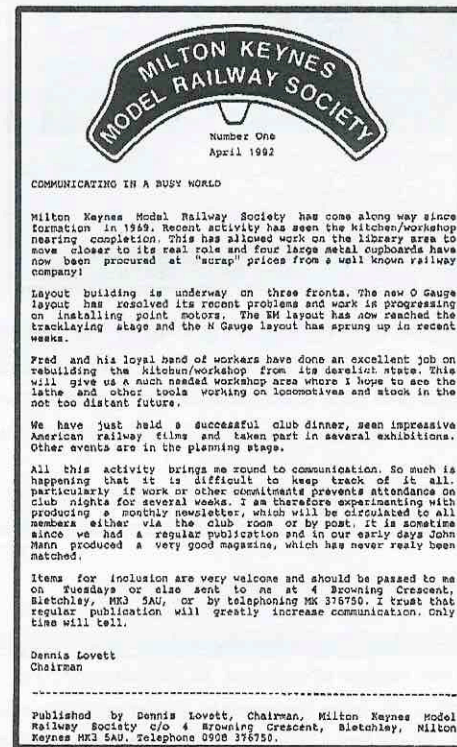 MILTON KEYNES
MODEL RAILWAY SOCIETY
Number One
April 1992
COMMUNICATING IN A BUSY WORLD
Milton Keynes Model Railway Society has come along way since
formation in 1969. Recent activity has seen the kitchen/workshop
nearing completion. This has allowed work on the library area to
move closer to its real role and four large metal cupboards have
now been procured at "scrap" prices from a well known railway
company!
Layout building is underway on three fronts. The new O Gauge
layout has resolved its recent problems and work is progressing
on installing point motors. The EM layout has now reached the
tracklaying stage and the N Gauge layout has sprung up in recent
weeks.
Fred and his loyal band of workers have done an excellent job on
rebuilding the kitchen/workshop from its derelict state. This
will give us a much needed workshop area where I hope to see the
lathe and other tools working on locomotives and stock in the
not too distant future.
We have just held a successful club dinner, seen impressive
American railway films and taken part in several exhibitions.
Other events are in the planning stage.
All this activity brings me round to communication. So much is
happening that it is difficult to keep track of it all.
particularly if work or other commitments prevents attendance on
club nights for several weeks. I am therefore experimenting with
producing a monthly newsletter, which will be circulated to all
members either via the club room or by post. It is sometime
since we had a regular publication and in our early days John
Mann produced a very good magazine, which has never realy been
matched.
Items for inclusion are very welcome and should be passed to me
on Tuesdays or else sent to me at 4 Browning Crescent,
Bletchley, MK3 5AU, or by telephoning MK 376750. I trust that
regular publication will greatly increase communication. Only
time will tell.
Dennis Lovett
Chairman
Published by Dennis Lovett, Chairman, Milton Keynes Model
Railway Society c/o 4 Browning Crescent, Bletchley, Milton
Keynes MK3 5AU. Telephone 0908 376750.